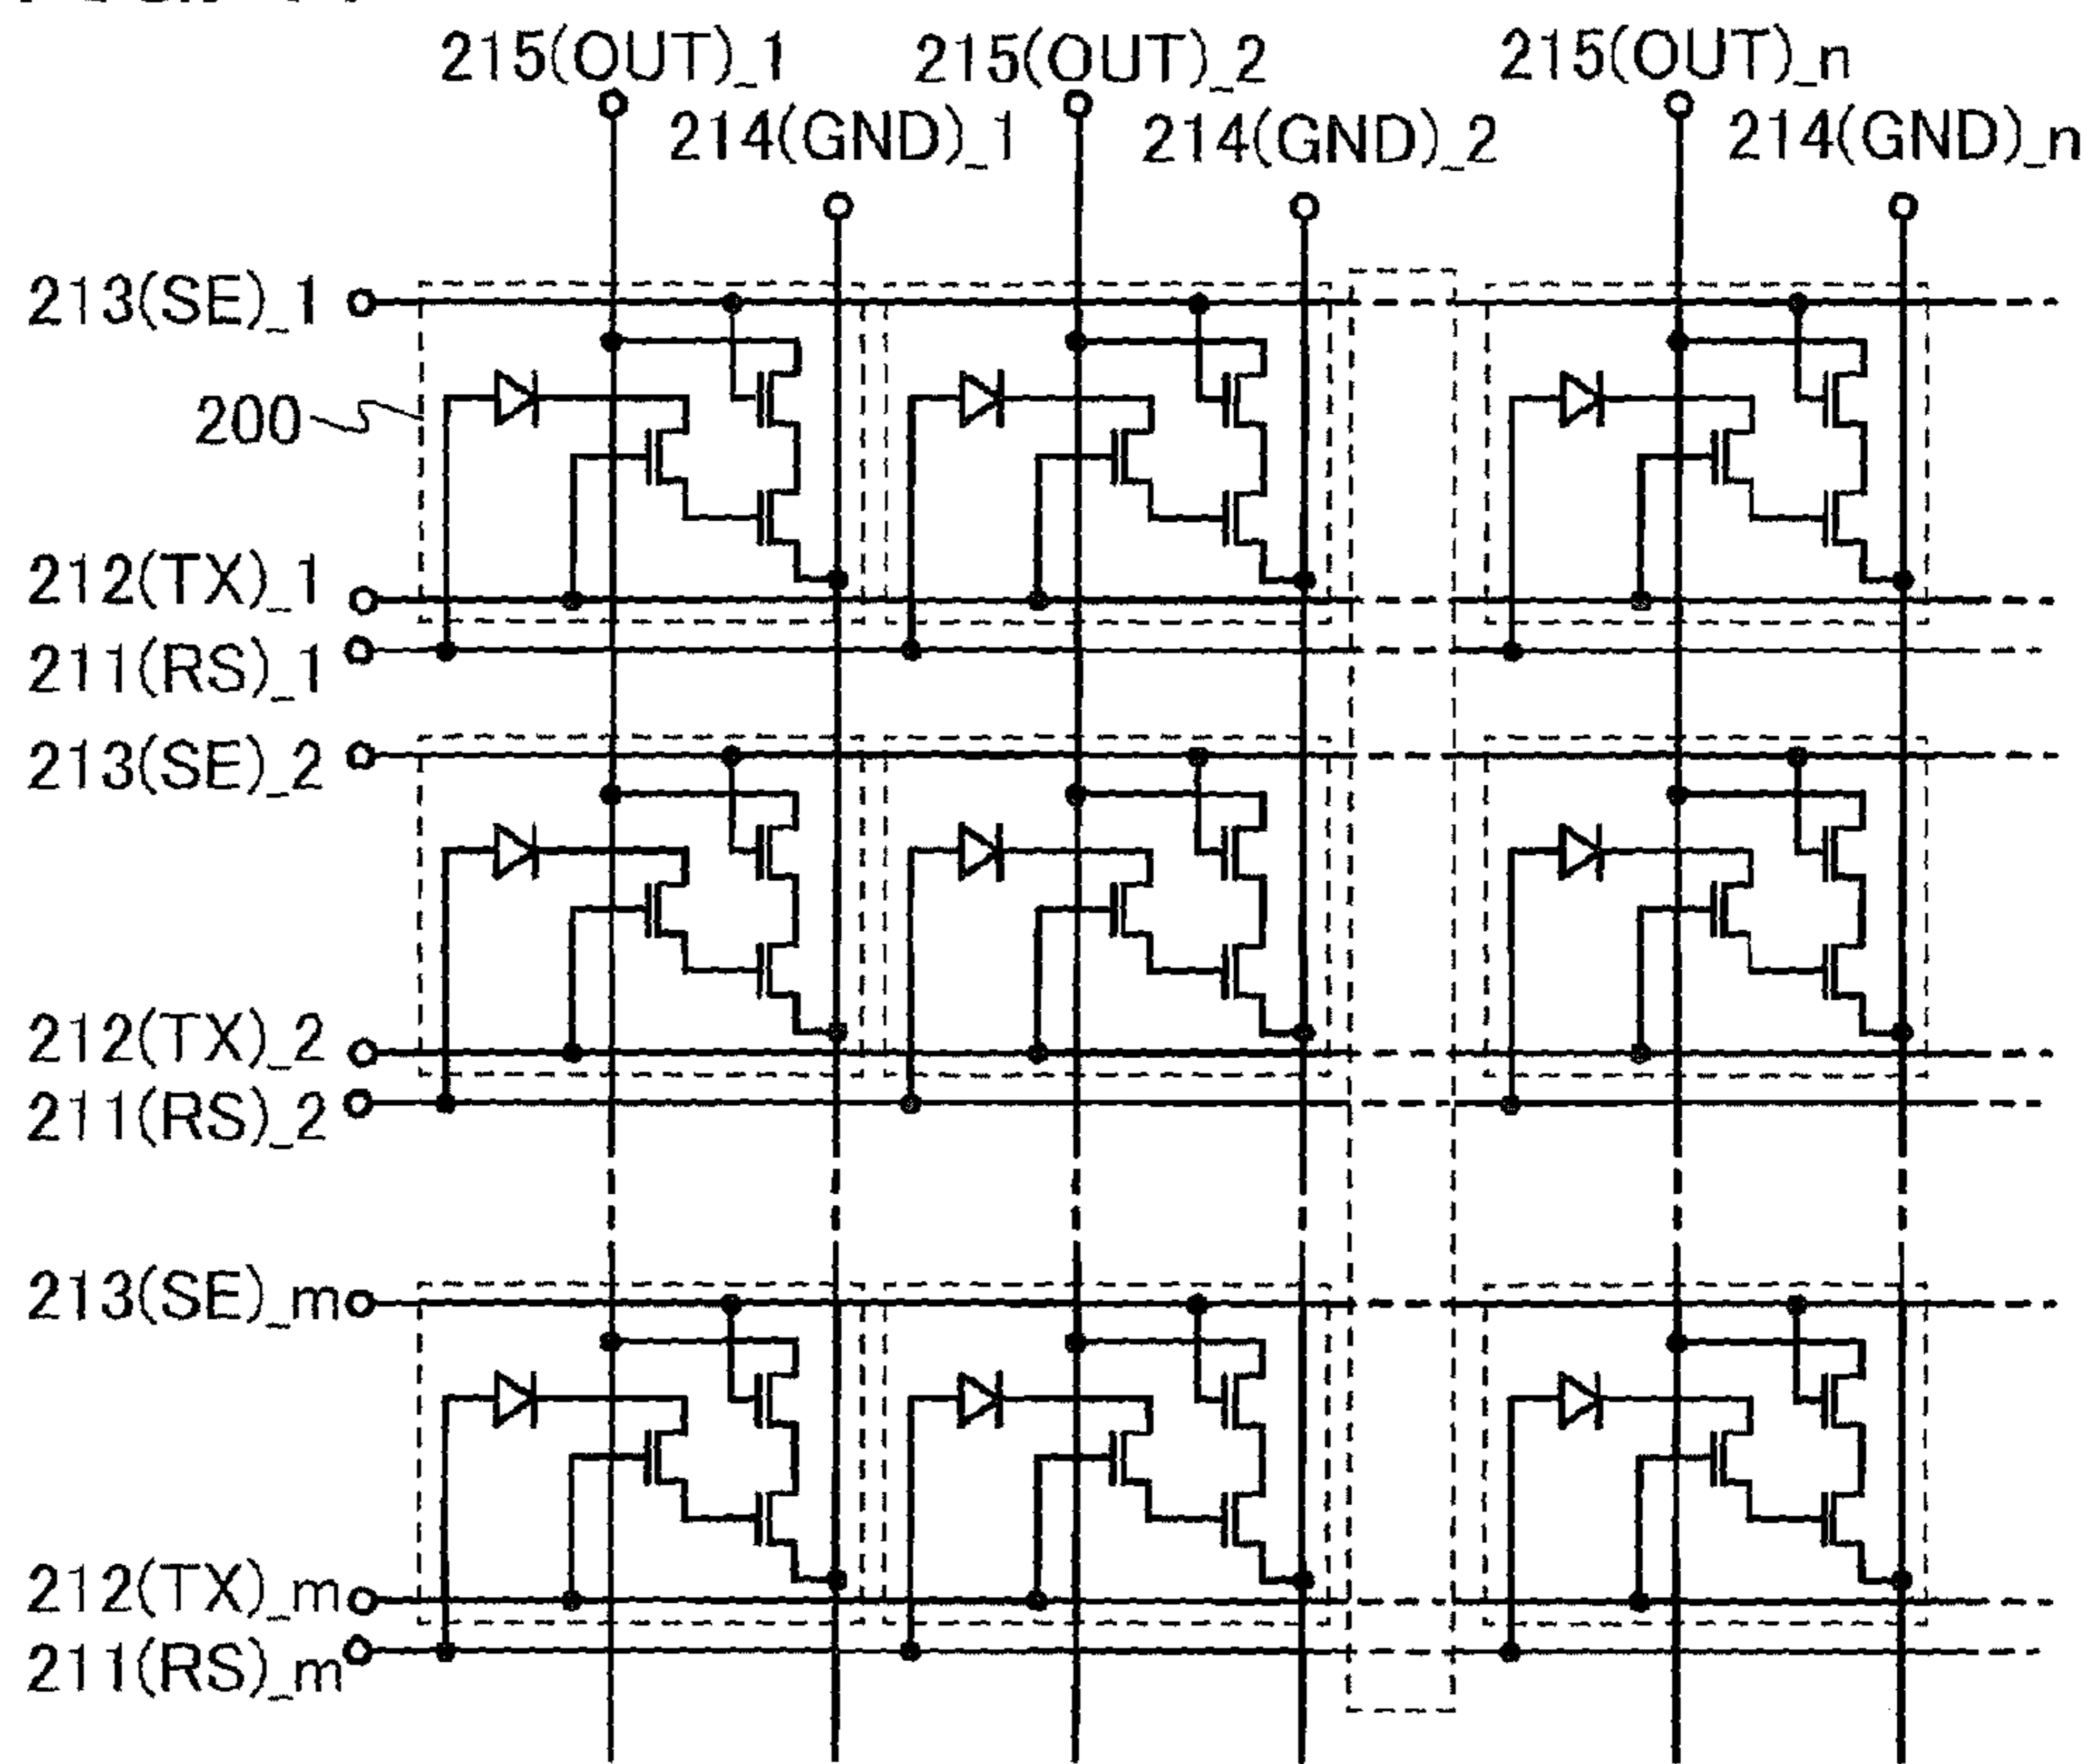 215(OUT)_1
215(OUT)_2
215(OUT)_n
214(GND)_1
214(GND)_2
214(GND)_n
213(SE)_1
200
212(TX)_1
211(RS)_1
213(SE)_2
212(TX)_2
211(RS)_2
213(SE)_m
212(TX)_m
211(RS)_m